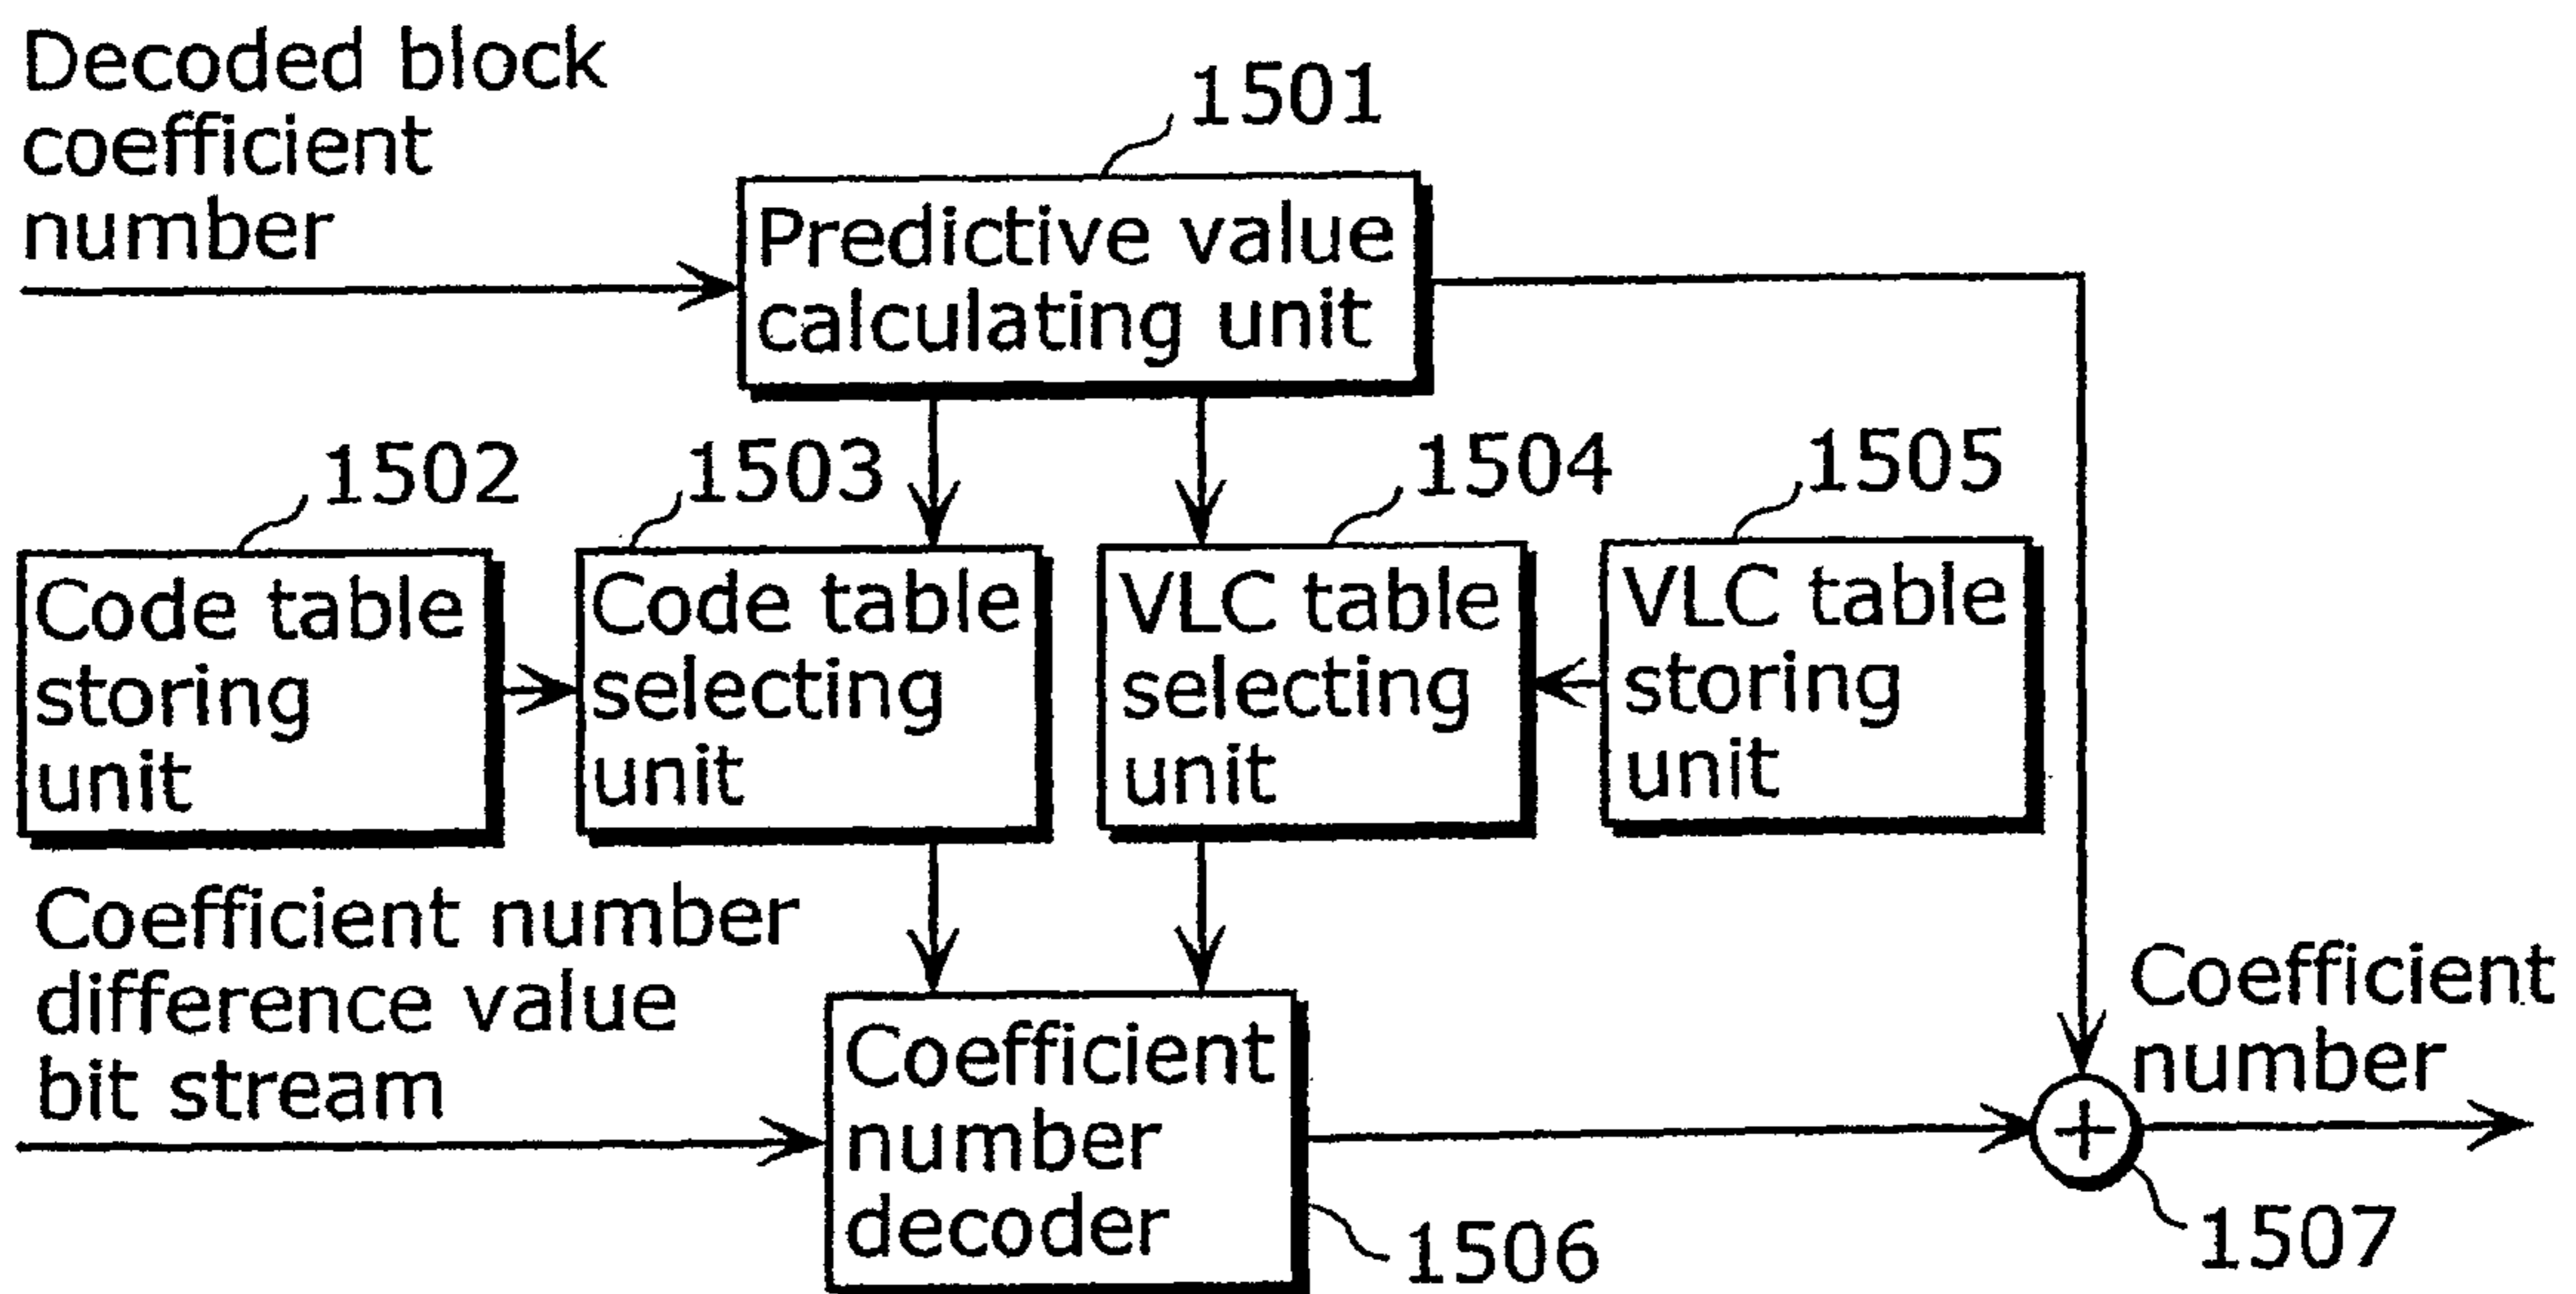 Decoded block
coefficient
number
1501
Predictive value
calculating unit
1502
1503
1504
1505
Code table
storing
unit
Code table
selecting
unit
VLC table
selecting
unit
VLC table
storing
unit
Coefficient number
difference value
bit stream
Coefficient
number
decoder
1506
+
Coefficient
number
1507